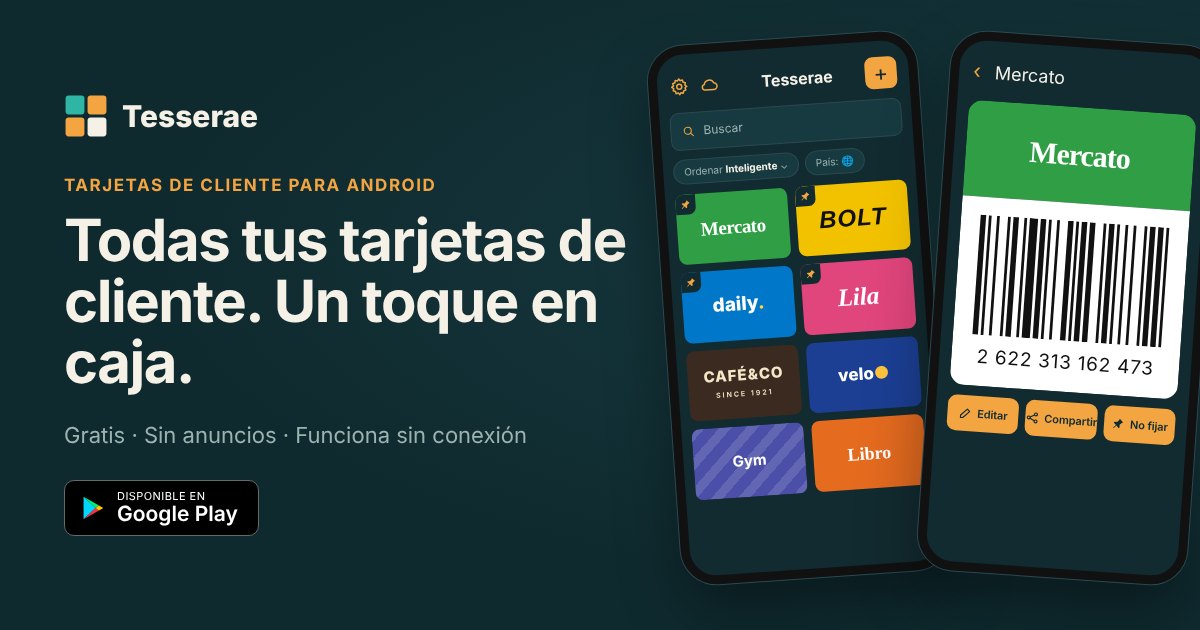 Tesserae
TARJETAS DE CLIENTE PARA ANDROID
Todas tus tarjetas de
cliente. Un toque en
caja.
Gratis · Sin anuncios · Funciona sin conexión
DISPONIBLE EN
Google Play
Tesserae
+
Buscar
Ordenar Inteligente
País:
Mercato
BOLT
daily.
Lila
CAFÉ&CO
SINCE 1921
velo
Gym
Libro
Mercato
Mercato
2 622 313 162 473
Editar
Compartir
No fijar